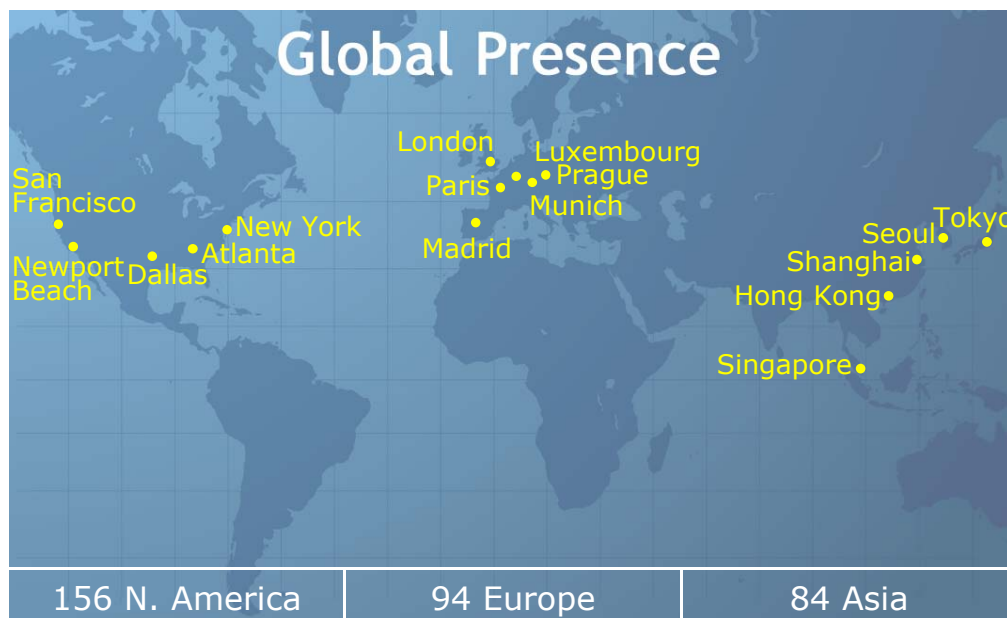 Global Presence
London
Luxembourg
Paris
Prague
Munich
San
Francisco
New York
Madrid
Atlanta
Newport
Beach
Dallas
Tokyo
Seoul
Shanghai
Hong Kong
Singapore
156 N. America
94 Europe
84 Asia